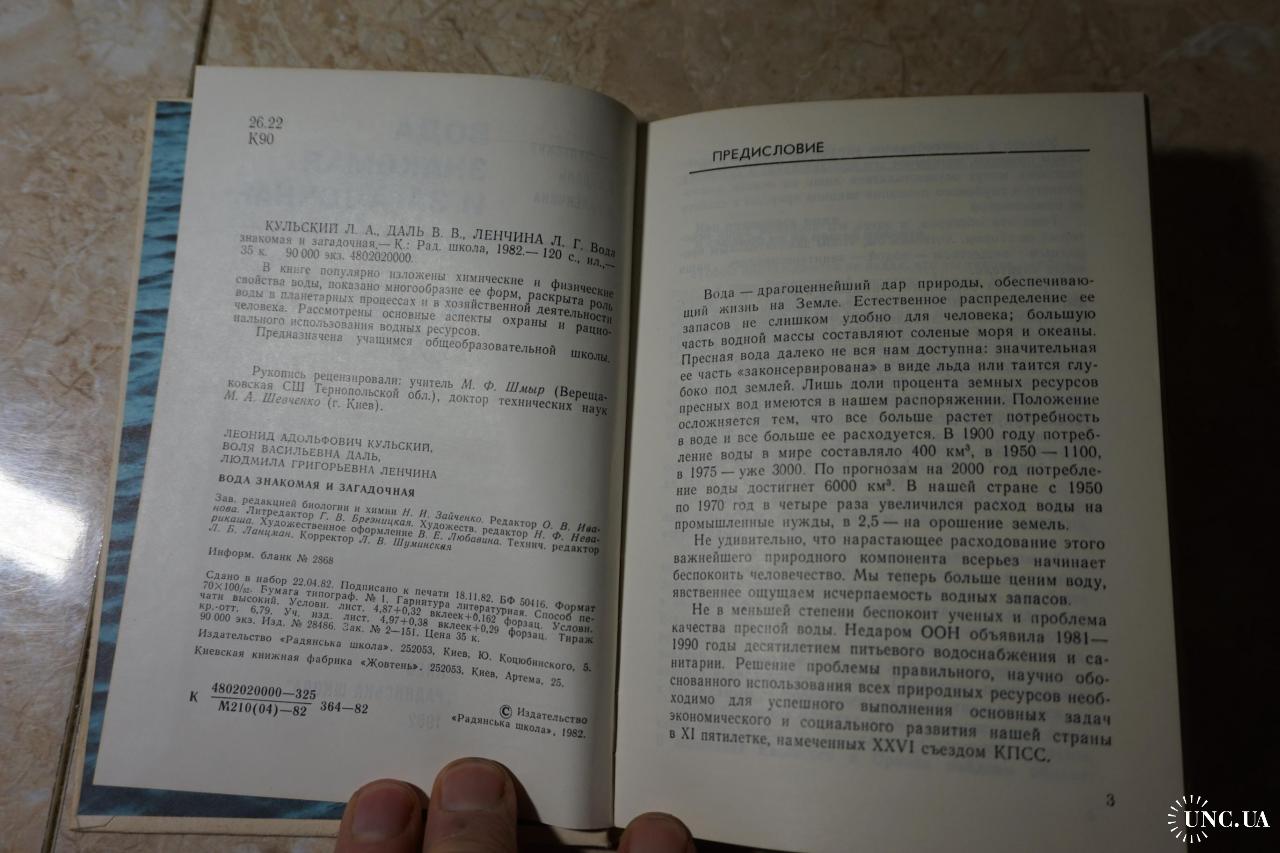 26.22
К90
КУЛЬСКИЙ Л. А., ДАЛЬ В. В., ЛЕНЧИНА Л. Г. Вода
знакомая и загадочная.— К.: Рад. школа, 1982.— 120 с., ил.,—
35 к. 90 000 экз. 4802020000.
В книге популярно изложены химические и физические
свойства воды, показано многообразие ее форм, раскрыта роль
воды в планетарных процессах и в хозяйственной деятельности
человека. Рассмотрены основные аспекты охраны и рацио-
нального использования водных ресурсов.
Предназначена учащимся общеобразовательной школы.
Рукопись рецензировали: учитель М. Ф. Шмыр (Вереща-
ковская СШ Тернопольской обл.), доктор технических наук
М. А. Шевченко (г. Киев).
ЛЕОНИД АДОЛЬФОВИЧ КУЛЬСКИЙ,
ВОЛЯ ВАСИЛЬЕВНА ДАЛЬ,
ЛЮДМИЛА ГРИГОРЬЕВНА ЛЕНЧИНА
ВОДА ЗНАКОМАЯ И ЗАГАДОЧНАЯ
Зав. редакцией биологии и химии Н. И. Зайченко. Редактор О. В. Ива-
нова. Литредактор Г. В. Брезницкая. Художеств. редактор Н. Ф. Нева-
рикаша. Художественное оформление В. Е. Любавина. Технич. редактор
Л. Б. Ланцман. Корректор Л. В. Шуминская
Информ. бланк № 2868
Сдано в набор 22.04.82. Подписано к печати 18.11.82. БФ 50416. Формат
70×100/32. Бумага типограф. № 1. Гарнитура литературная. Способ пе-
чати высокий. Условн. лист. 4,87+0,32 вклеек+0,162 форзац. Условн.
кр.-отт. 6,79. Уч. изд. лист. 4,97+0,38 вклеек+0,29 форзац. Тираж
90 000 экз. Изд. № 28486. Зак. № 2—151. Цена 35 к.
Издательство «Радянська школа». 252053, Киев, Ю. Коцюбинского, 5.
Киевская книжная фабрика «Жовтень». 252053, Киев, Артема, 25.
К 4802020000—325
М210(04)—82 364—82
© Издательство
«Радянська школа», 1982.
ПРЕДИСЛОВИЕ
Вода — драгоценнейший дар природы, обеспечиваю-
щий жизнь на Земле. Естественное распределение ее
запасов не слишком удобно для человека; большую
часть водной массы составляют соленые моря и океаны.
Пресная вода далеко не вся нам доступна: значительная
ее часть «законсервирована» в виде льда или таится глу-
боко под землей. Лишь доли процента земных ресурсов
пресных вод имеются в нашем распоряжении. Положение
осложняется тем, что все больше растет потребность
в воде и все больше ее расходуется. В 1900 году потреб-
ление воды в мире составляло 400 км³, в 1950 — 1100,
в 1975 — уже 3000. По прогнозам на 2000 год потребле-
ние воды достигнет 6000 км³. В нашей стране с 1950
по 1970 год в четыре раза увеличился расход воды на
промышленные нужды, в 2,5 — на орошение земель.
Не удивительно, что нарастающее расходование этого
важнейшего природного компонента всерьез начинает
беспокоить человечество. Мы теперь больше ценим воду,
явственнее ощущаем исчерпаемость водных запасов.
Не в меньшей степени беспокоит ученых и проблема
качества пресной воды. Недаром ООН объявила 1981—
1990 годы десятилетием питьевого водоснабжения и са-
нитарии. Решение проблемы правильного, научно обо-
снованного использования всех природных ресурсов необ-
ходимо для успешного выполнения основных задач
экономического и социального развития нашей страны
в XI пятилетке, намеченных XXVI съездом КПСС.
3
UNC.UA